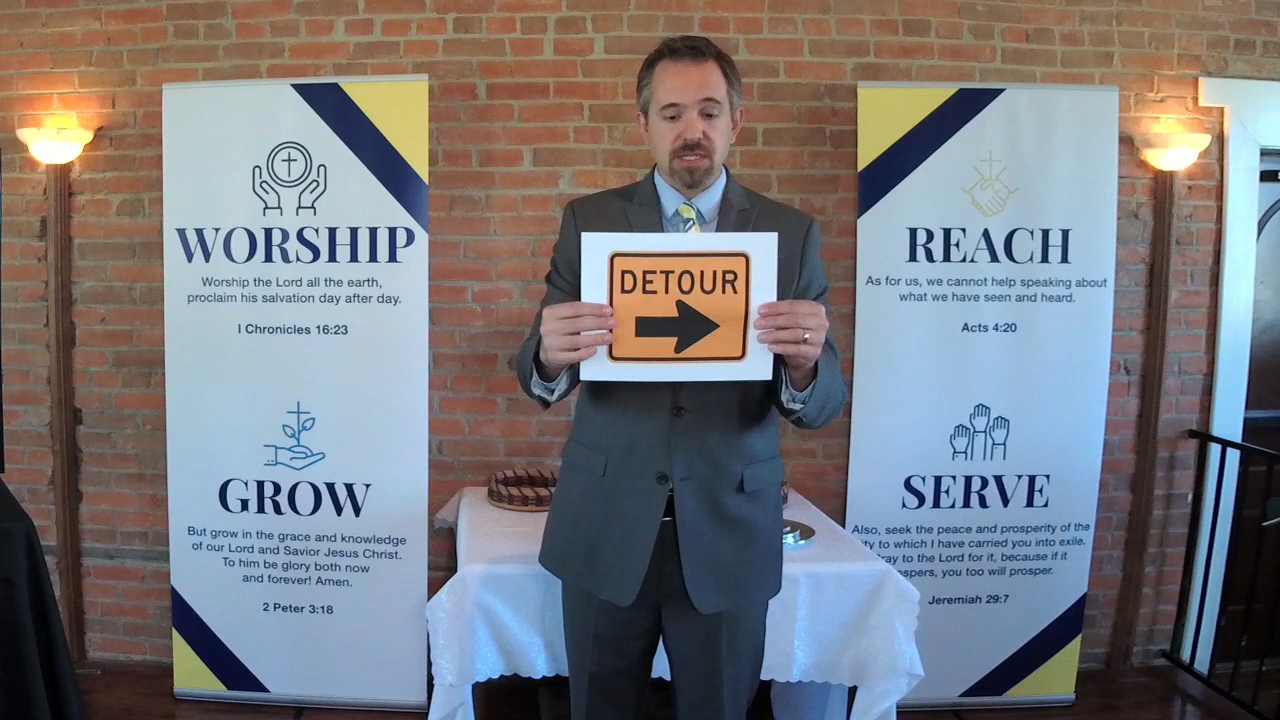 WORSHIP
Worship the Lord all the earth,
proclaim his salvation day after day.
I Chronicles 16:23
GROW
But grow in the grace and knowledge
of our Lord and Savior Jesus Christ.
To him be glory both now
and forever! Amen.
2 Peter 3:18
DETOUR
REACH
As for us, we cannot help speaking about
what we have seen and heard.
Acts 4:20
SERVE
Also, seek the peace and prosperity of the
to which I have carried you into exile.
to the Lord for it, because if it
you too will prosper.
Jeremiah 29:7